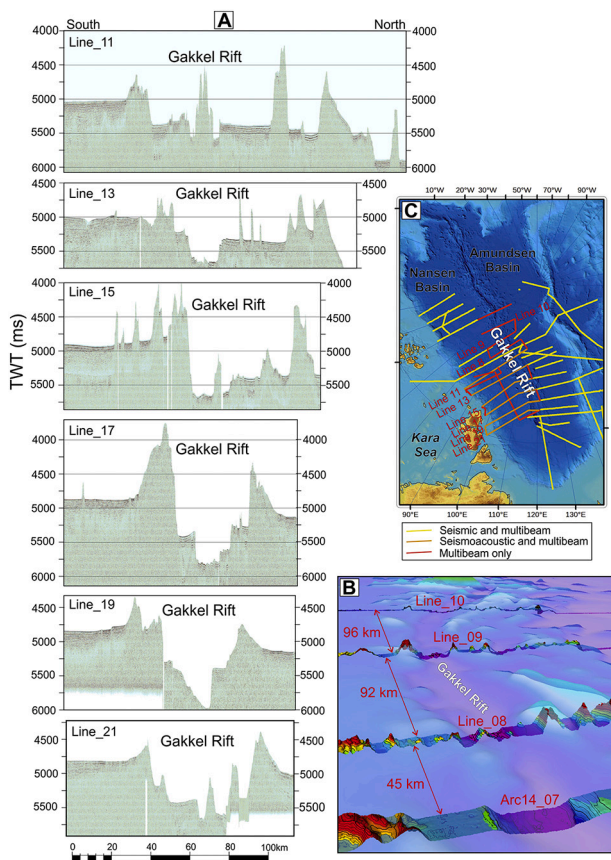 South
A
North
4000
4000
Line_11
Gakkel Rift
4500
4500
5000
5000
5500
5500
6000
6000
4500
4500
Line_13
Gakkel Rift
5000
5000
5500
5500
4000
4000
Line_15
Gakkel Rift
4500
4500
5000
5000
5500
5500
TWT (ms)
Line_17
Gakkel Rift
4000
4000
4500
4500
5000
5000
5500
5500
6000
6000
4500
4500
Line_19
Gakkel Rift
5000
5000
5500
5500
6000
6000
4500
4500
Line_21
Gakkel Rift
5000
5000
5500
5500
0
20
40
60
100km
10°W
20°W
30°W
50°W
70°W
90°W
C
Amundsen
Basin
Nansen
Basin
Gakkel Rift
Line 11
Line 13
Kara
Sea
90°E
100°E
110°E
120°E
130°E
Seismic and multibeam
Seismoacoustic and multibeam
Multibeam only
B
Line_10
96 km
Line_09
92 km
Gakkel Rift
Line_08
45 km
Arc14_07